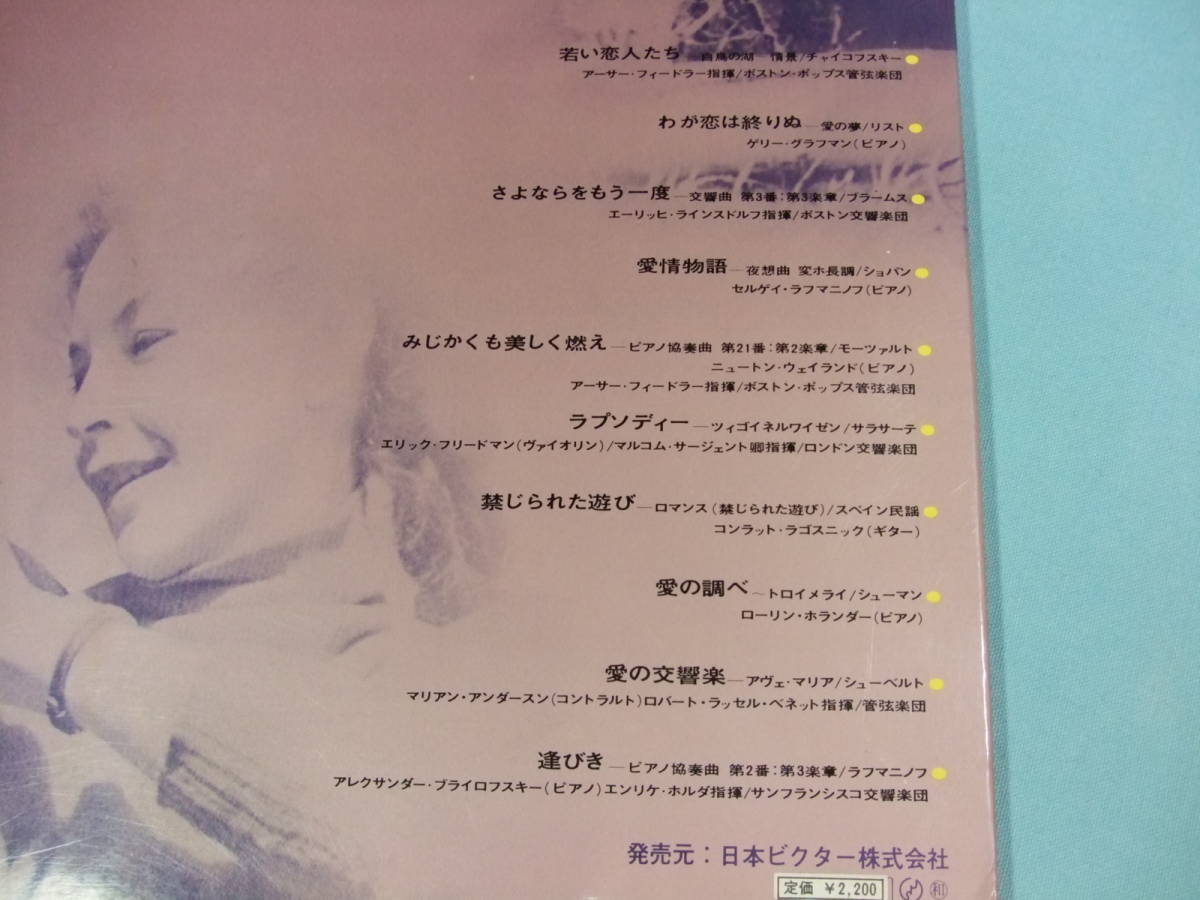 若い恋人たち―白鳥の湖―情景/チャイコフスキー
アーサー・フィードラー指揮/ボストン・ポップス管弦楽団
わが恋は終りぬ―愛の夢/リスト
ゲリー・グラフマン(ピアノ)
さよならをもう一度―交響曲 第3番:第3楽章/ブラームス
エーリッヒ・ラインスドルフ指揮/ボストン交響楽団
愛情物語―夜想曲 変ホ長調/ショパン
セルゲイ・ラフマニノフ(ピアノ)
みじかくも美しく燃え―ピアノ協奏曲 第21番:第2楽章/モーツァルト
ニュートン・ウェイランド(ピアノ)
アーサー・フィードラー指揮/ボストン・ポップス管弦楽団
ラプソディー―ツィゴイネルワイゼン/サラサーテ
エリック・フリードマン(ヴァイオリン)/マルコム・サージェント卿指揮/ロンドン交響楽団
禁じられた遊び―ロマンス(禁じられた遊び)/スペイン民謡
コンラット・ラゴスニック(ギター)
愛の調べ〜トロイメライ/シューマン
ローリン・ホランダー(ピアノ)
愛の交響楽―アヴェ・マリア/シューベルト
マリアン・アンダースン(コントラルト)ロバート・ラッセル・ベネット指揮/管弦楽団
逢びき―ピアノ協奏曲 第2番:第3楽章/ラフマニノフ
アレクサンダー・ブライロフスキー(ピアノ)エンリケ・ホルダ指揮/サンフランシスコ交響楽団
発売元:日本ビクター株式会社
定価 ¥2,200 ㊒